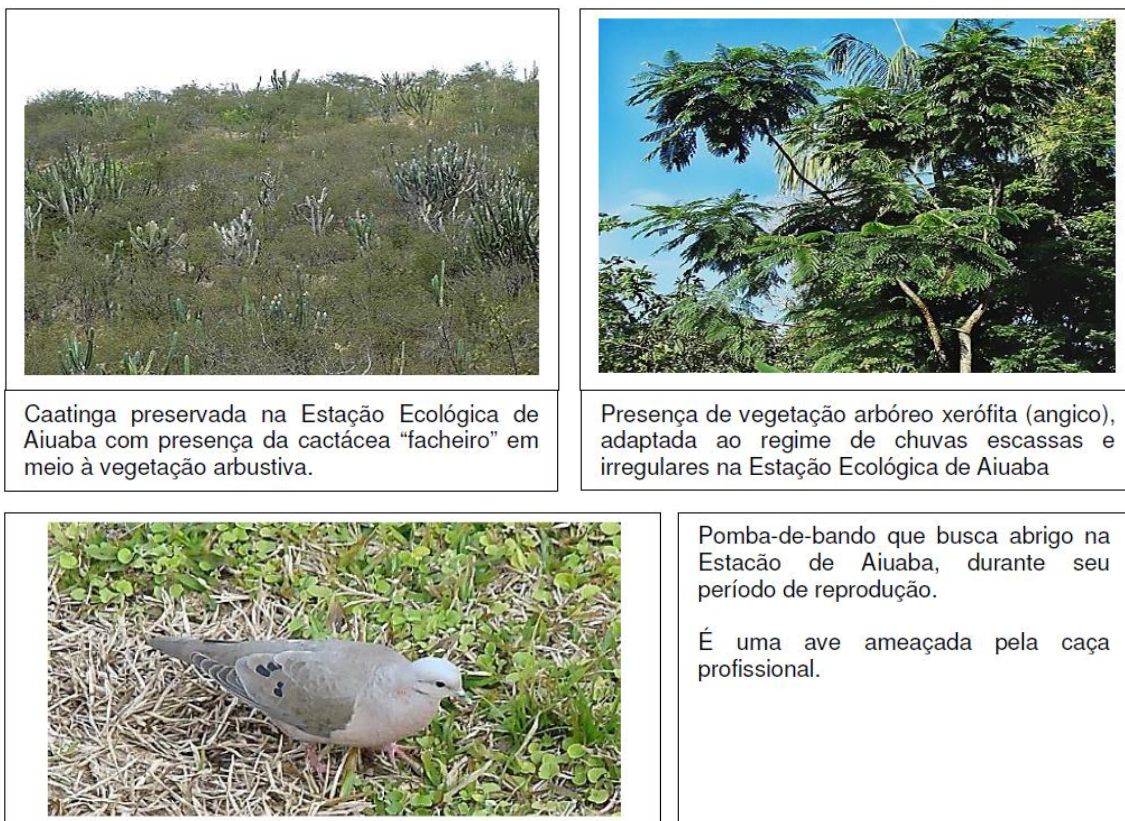 Caatinga preservada na Estação Ecológica de
Aiuaba com presença da cactácea “facheiro” em
meio à vegetação arbustiva.
Presença de vegetação arbóreo xerófita (angico),
adaptada ao regime de chuvas escassas e
irregulares na Estação Ecológica de Aiuaba
Pomba-de-bando que busca abrigo na
Estacão de Aiuaba, durante seu
período de reprodução.
É uma ave ameaçada pela caça
profissional.